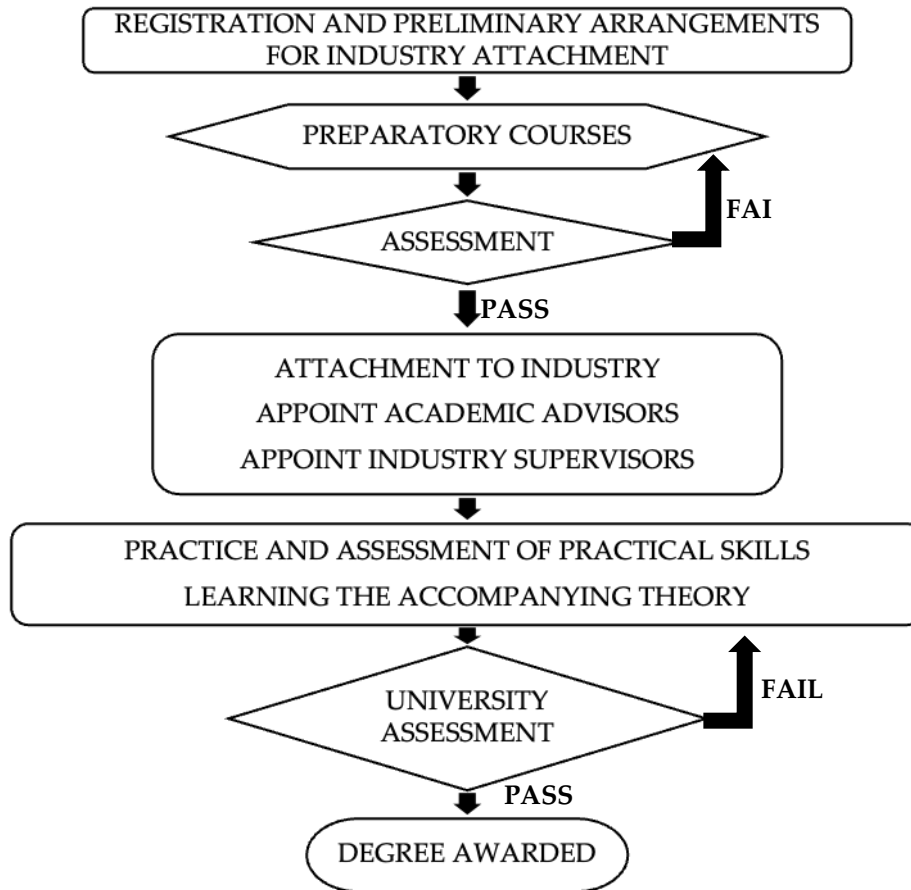 REGISTRATION AND PRELIMINARY ARRANGEMENTS
FOR INDUSTRY ATTACHMENT
PREPARATORY COURSES
FAI
ASSESSMENT
PASS
ATTACHMENT TO INDUSTRY
APPOINT ACADEMIC ADVISORS
APPOINT INDUSTRY SUPERVISORS
PRACTICE AND ASSESSMENT OF PRACTICAL SKILLS
LEARNING THE ACCOMPANYING THEORY
FAIL
UNIVERSITY
ASSESSMENT
PASS
DEGREE AWARDED